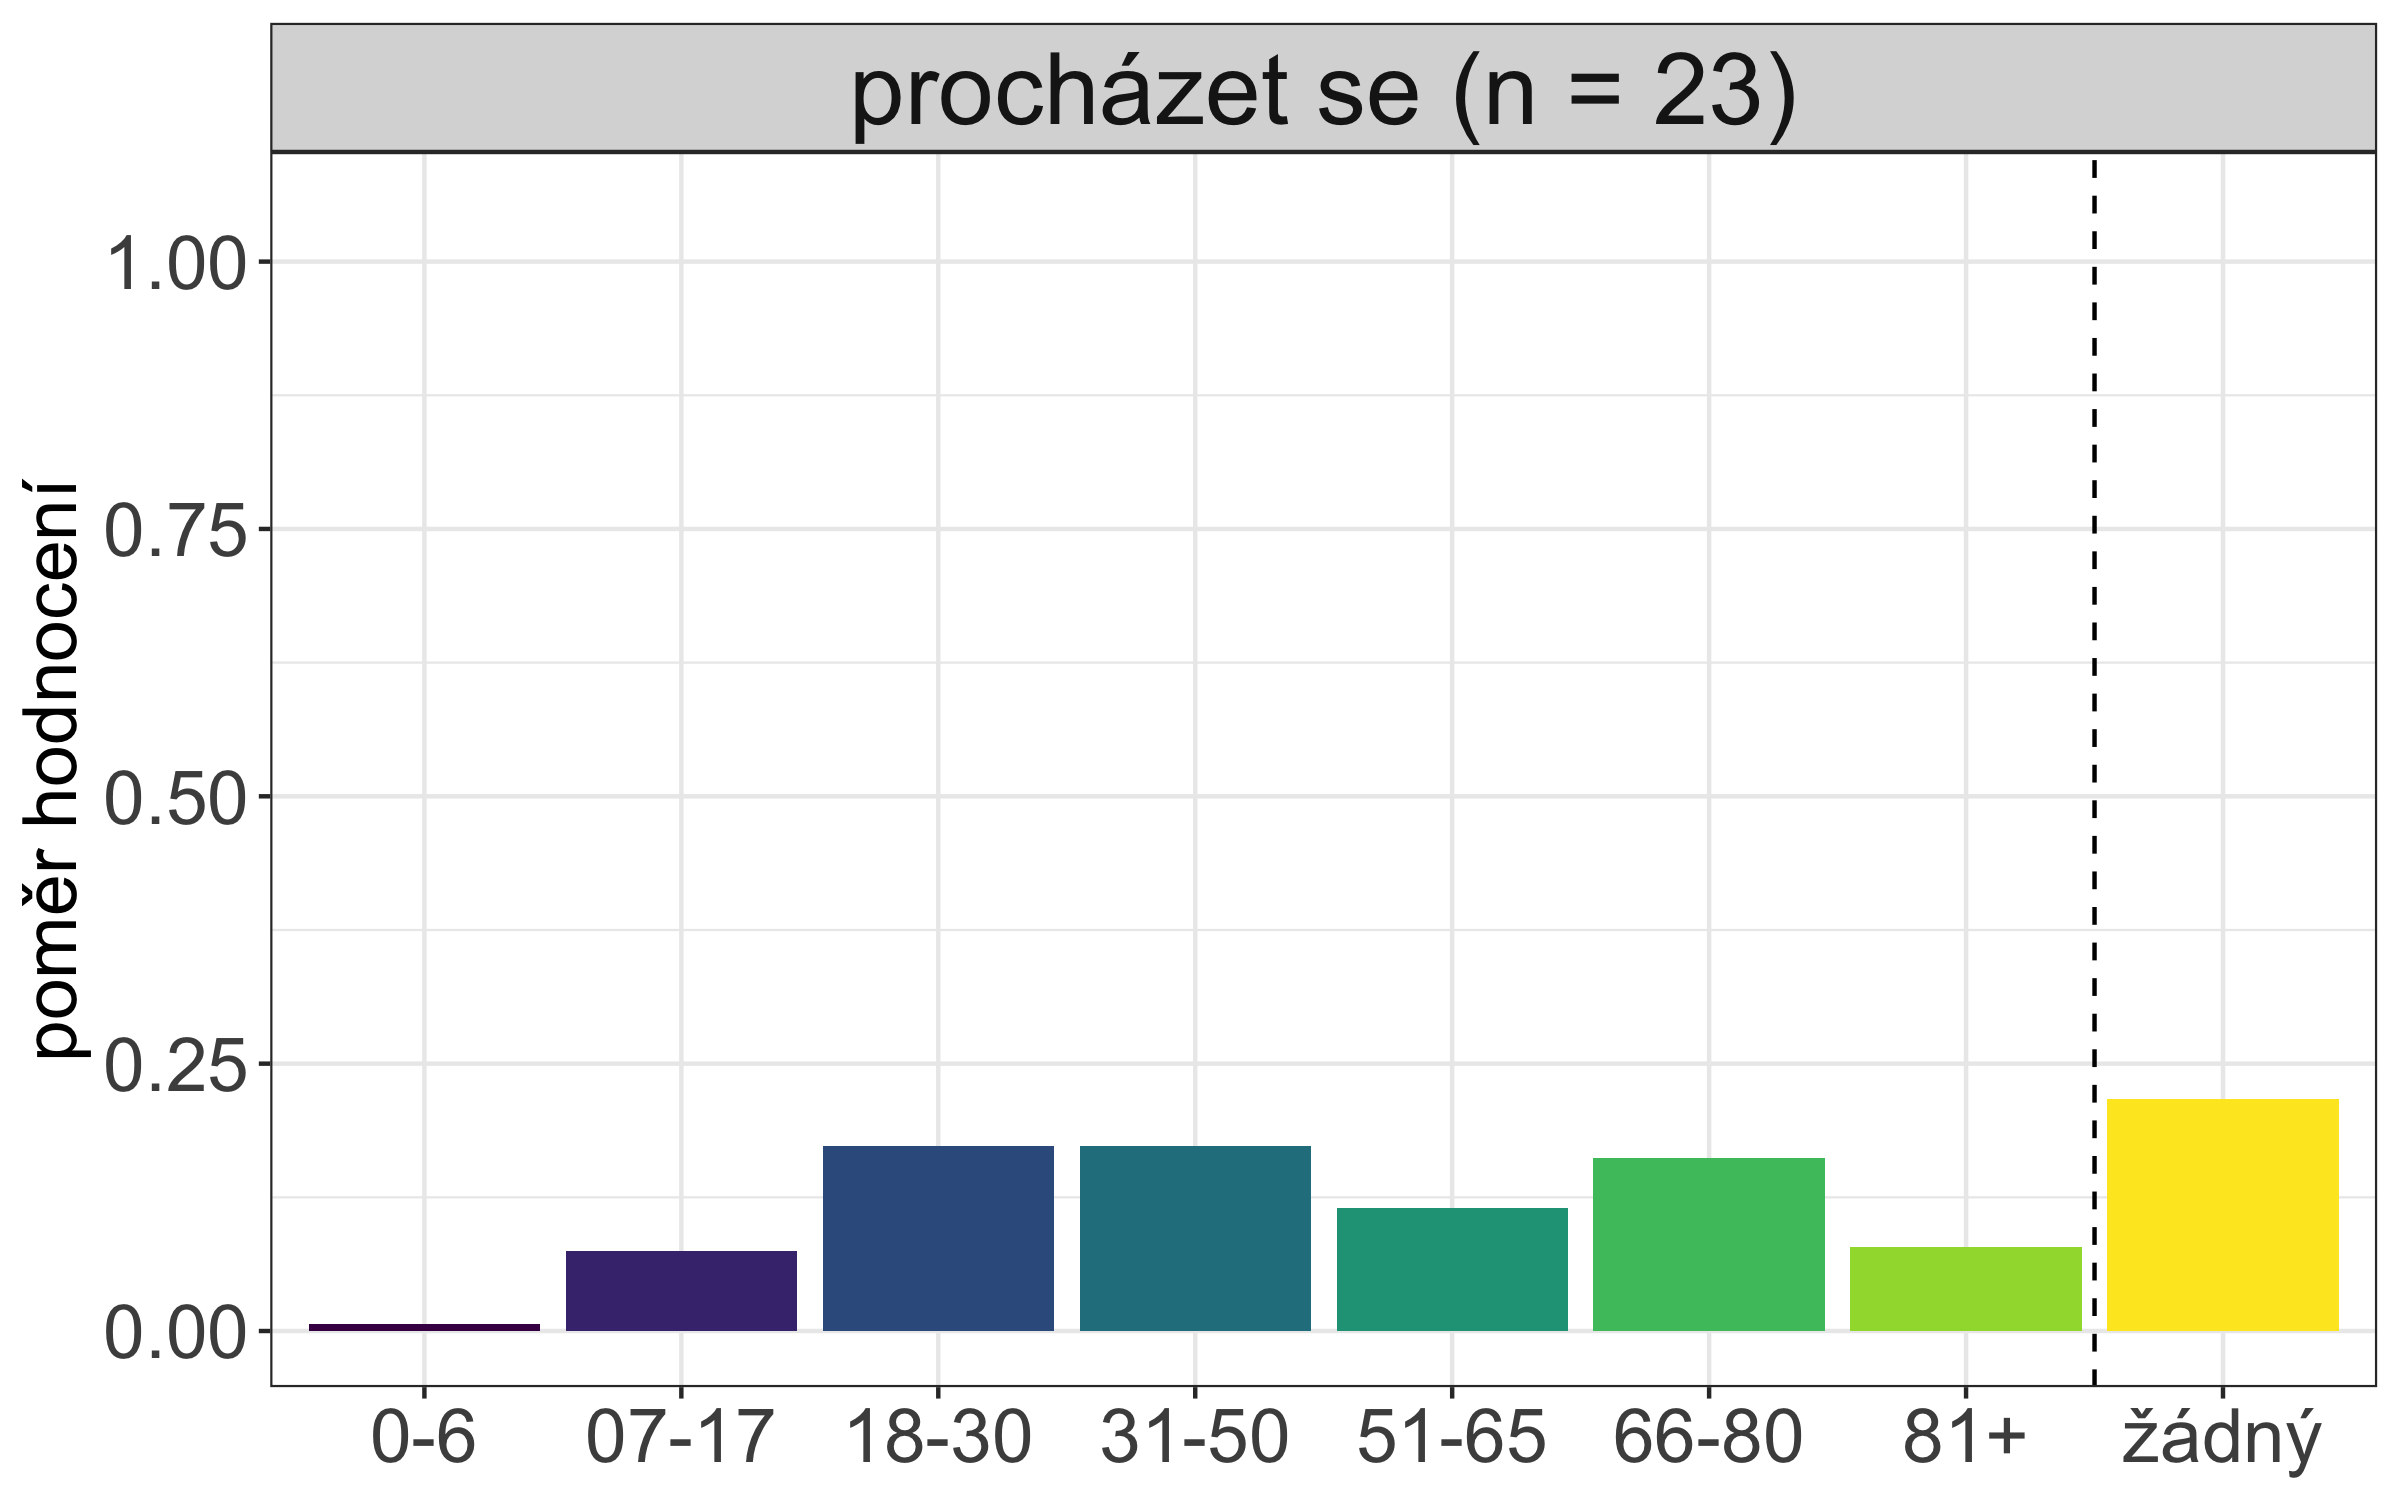 procházet se (n = 23)
poměr hodnocení
1.00
0.75
0.50
0.25
0.00
0-6 07-17 18-30 31-50 51-65 66-80 81+ žádný